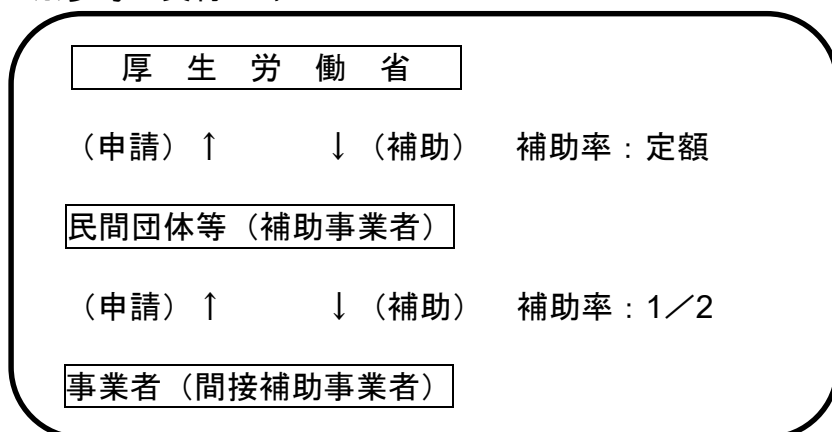 厚 生 労 働 省
（申請）↑ ↓（補助） 補助率：定額
民間団体等（補助事業者）
（申請）↑ ↓（補助） 補助率：1／2
事業者（間接補助事業者）